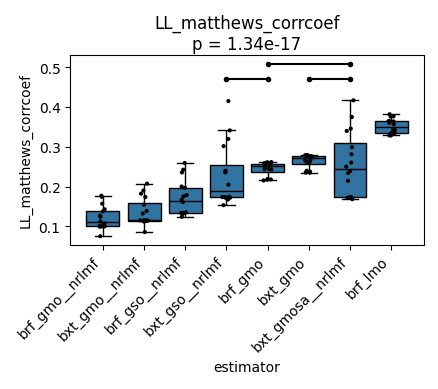 LL_matthews_corrcoef
p = 1.34e-17
LL_matthews_corrcoef
0.5
0.4
0.3
0.2
0.1
brf_gmo__nrlmf
bxt_gmo__nrlmf
brf_gso__nrlmf
bxt_gso__nrlmf
brf_gmo
bxt_gmo
bxt_gmosa__nrlmf
brf_lmo
estimator